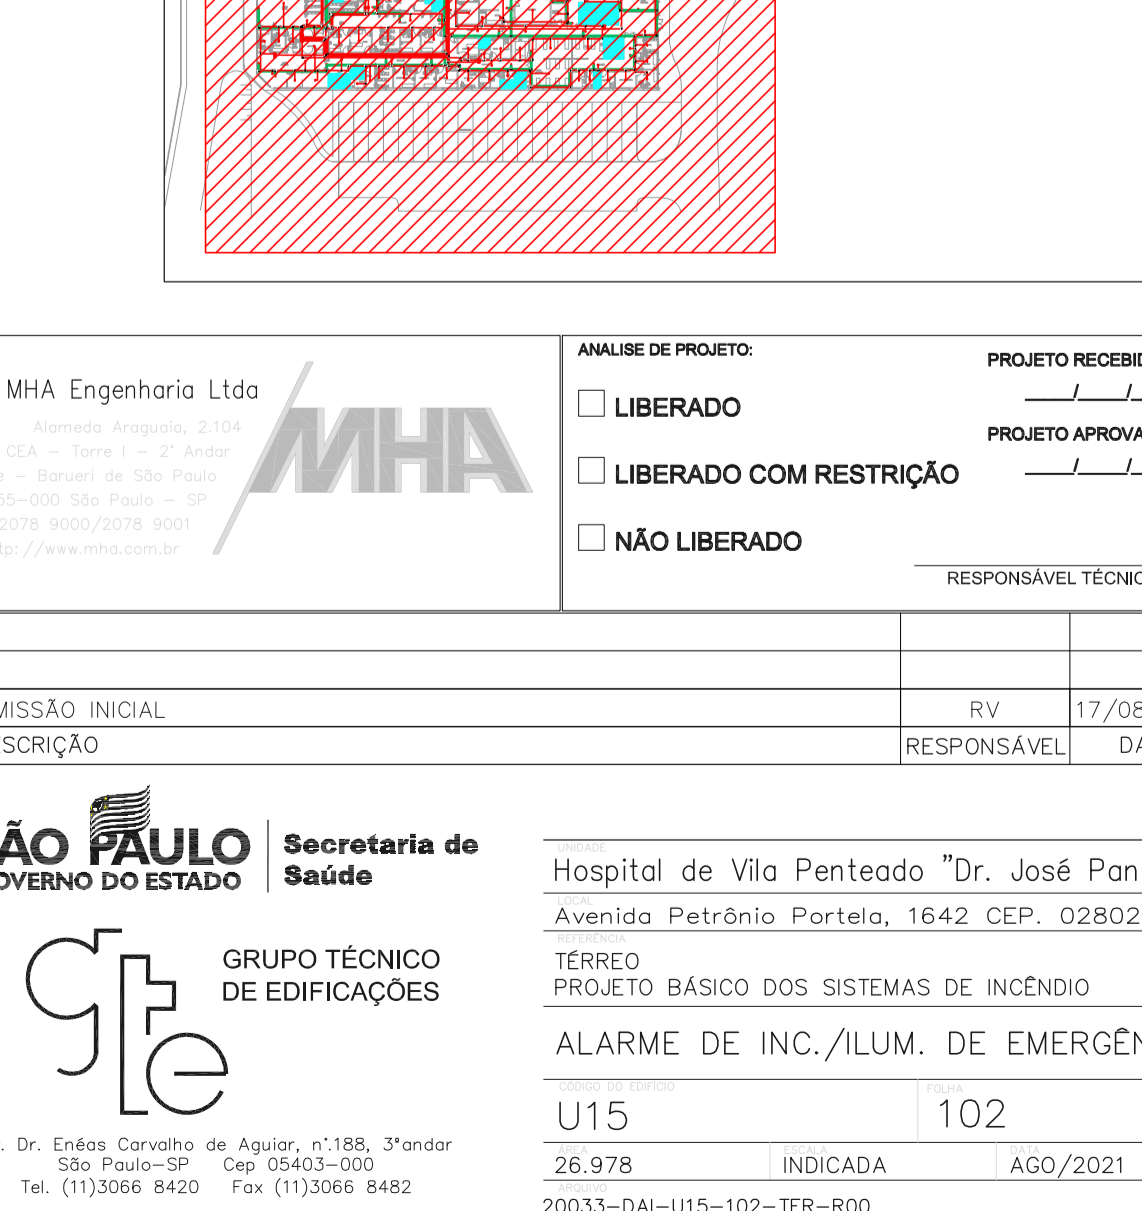 MHA Engenharia Ltda
Alameda Araguaia, 2.104
CEA – Torre I – 2° Andar
e – Barueri de São Paulo
55–000 São Paulo – SP
2078 9000/2078 9001
tp://www.mha.com.br
MHA
ANALISE DE PROJETO:
LIBERADO
LIBERADO COM RESTRIÇÃO
NÃO LIBERADO
PROJETO RECEBID
____/____/_
PROJETO APROVA
____/____/_
RESPONSÁVEL TÉCNIC
MISSÃO INICIAL RV 17/08
ESCRIÇÃO RESPONSÁVEL DA
ÃO PAULO
OVERNO DO ESTADO
Secretaria de
Saúde
gte
GRUPO TÉCNICO
DE EDIFICAÇÕES
. Dr. Enéas Carvalho de Aguiar, n°.188, 3°andar
São Paulo–SP Cep 05403–000
Tel. (11)3066 8420 Fax (11)3066 8482
UNIDADE
Hospital de Vila Penteado "Dr. José Pan
LOCAL
Avenida Petrônio Portela, 1642 CEP. 02802
REFERÊNCIA
TÉRREO
PROJETO BÁSICO DOS SISTEMAS DE INCÊNDIO
ALARME DE INC./ILUM. DE EMERGÊN
CÓDIGO DO EDIFÍCIO FOLHA
U15 102
ÁREA ESCALA DATA
26.978 INDICADA AGO/2021
ARQUIVO
20033–DAI–U15–102–TER–R00